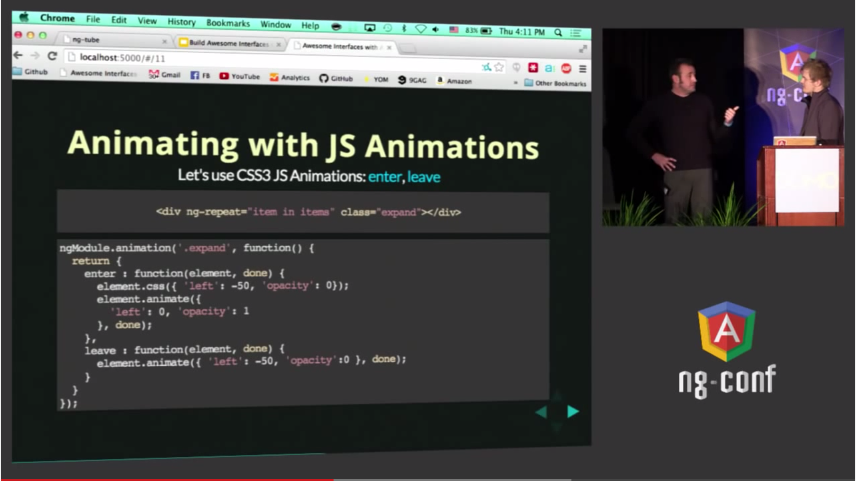 Chrome File Edit View History Bookmarks Window Help 83% Thu 4:11 PM
ng-tube
Build Awesome Interfaces
Awesome Interfaces with
localhost:5000/#/11
Github Awesome Interfaces Gmail FB YouTube Analytics GitHub YDM 9GAG Amazon » Other Bookmarks
Animating with JS Animations
Let's use CSS3 JS Animations: enter, leave
<div ng-repeat="item in items" class="expand"></div>
ngModule.animation('.expand', function() {
return {
enter : function(element, done) {
element.css({ 'left': -50, 'opacity': 0});
element.animate({
'left': 0, 'opacity': 1
}, done);
},
leave : function(element, done) {
element.animate({ 'left': -50, 'opacity':0 }, done);
}
}
});
A
ng-conf